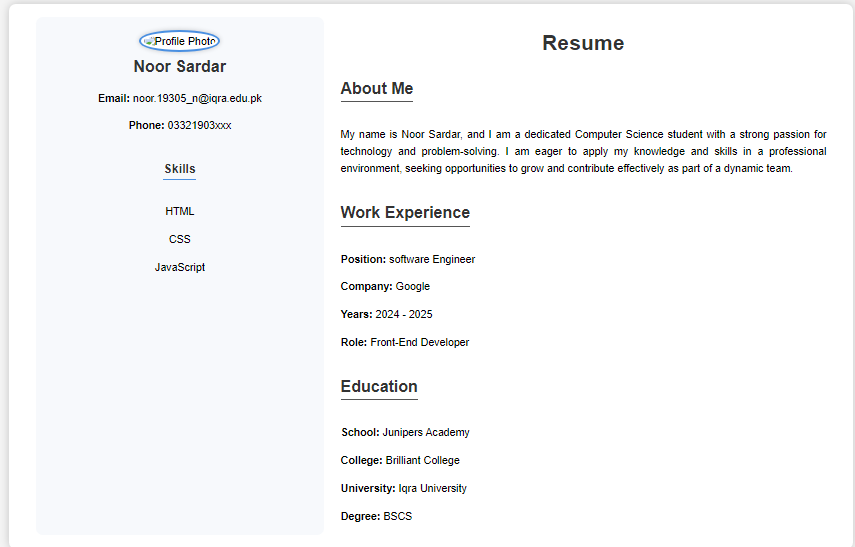 Profile Photo
Noor Sardar
Email: noor.19305_n@iqra.edu.pk
Phone: 03321903xxx
Skills
HTML
CSS
JavaScript
Resume
About Me
My name is Noor Sardar, and I am a dedicated Computer Science student with a strong passion for
technology and problem-solving. I am eager to apply my knowledge and skills in a professional
environment, seeking opportunities to grow and contribute effectively as part of a dynamic team.
Work Experience
Position: software Engineer
Company: Google
Years: 2024 - 2025
Role: Front-End Developer
Education
School: Junipers Academy
College: Brilliant College
University: Iqra University
Degree: BSCS